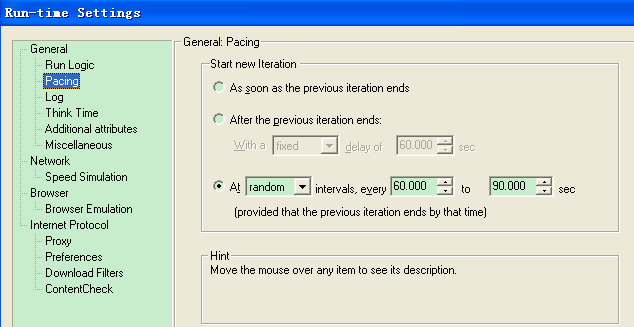 Run-time Settings
General
Run Logic
Pacing
Log
Think Time
Additional attributes
Miscellaneous
Network
Speed Simulation
Browser
Browser Emulation
Internet Protocol
Proxy
Preferences
Download Filters
ContentCheck
General: Pacing
Start new Iteration
As soon as the previous iteration ends
After the previous iteration ends:
With a fixed delay of 60.000 sec
At random intervals, every 60.000 to 90.000 sec
(provided that the previous iteration ends by that time)
Hint
Move the mouse over any item to see its description.